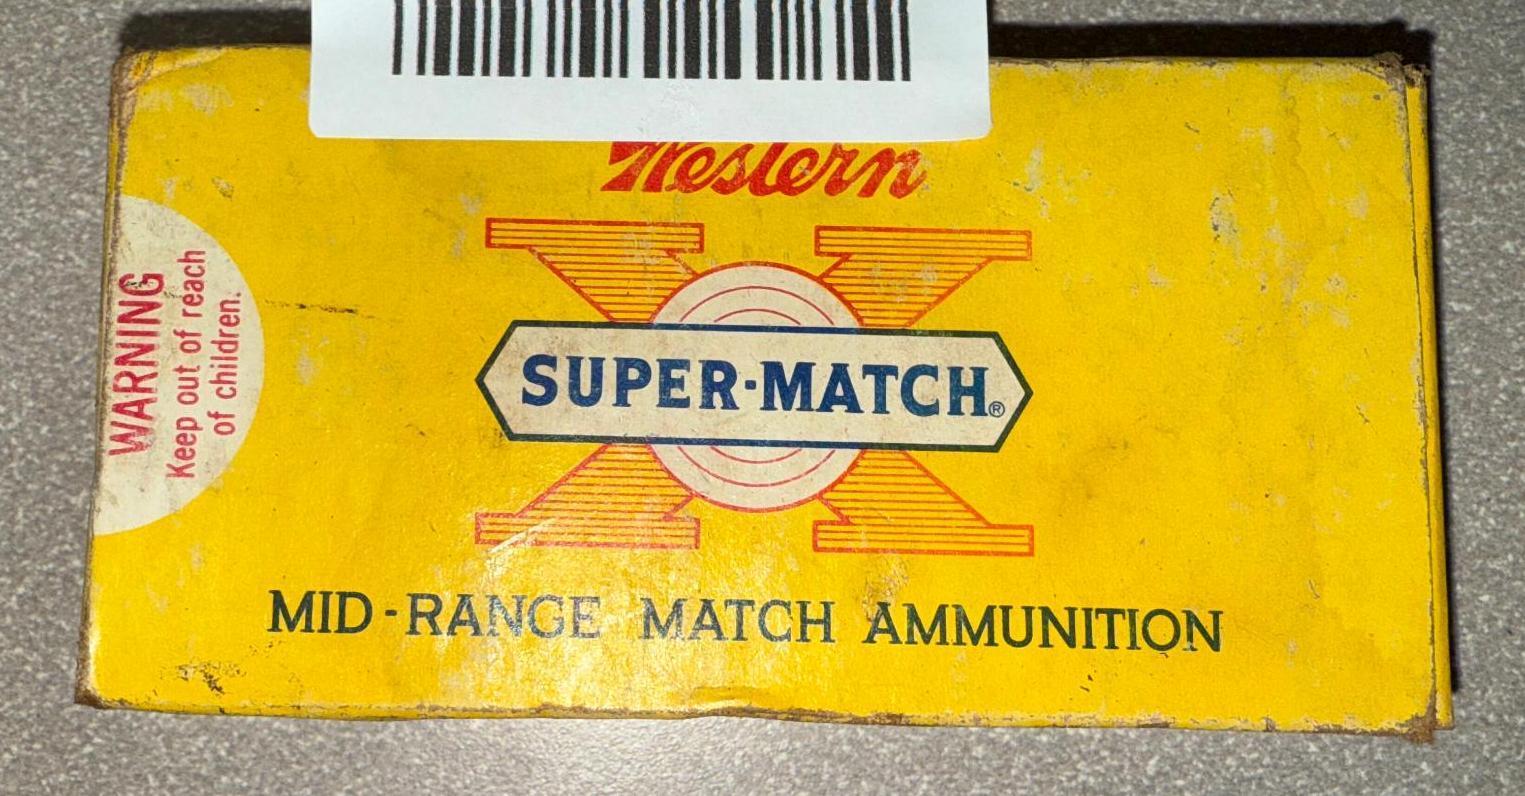 Western
SUPER-MATCH®
MID-RANGE MATCH AMMUNITION
WARNING
Keep out of reach
of children.